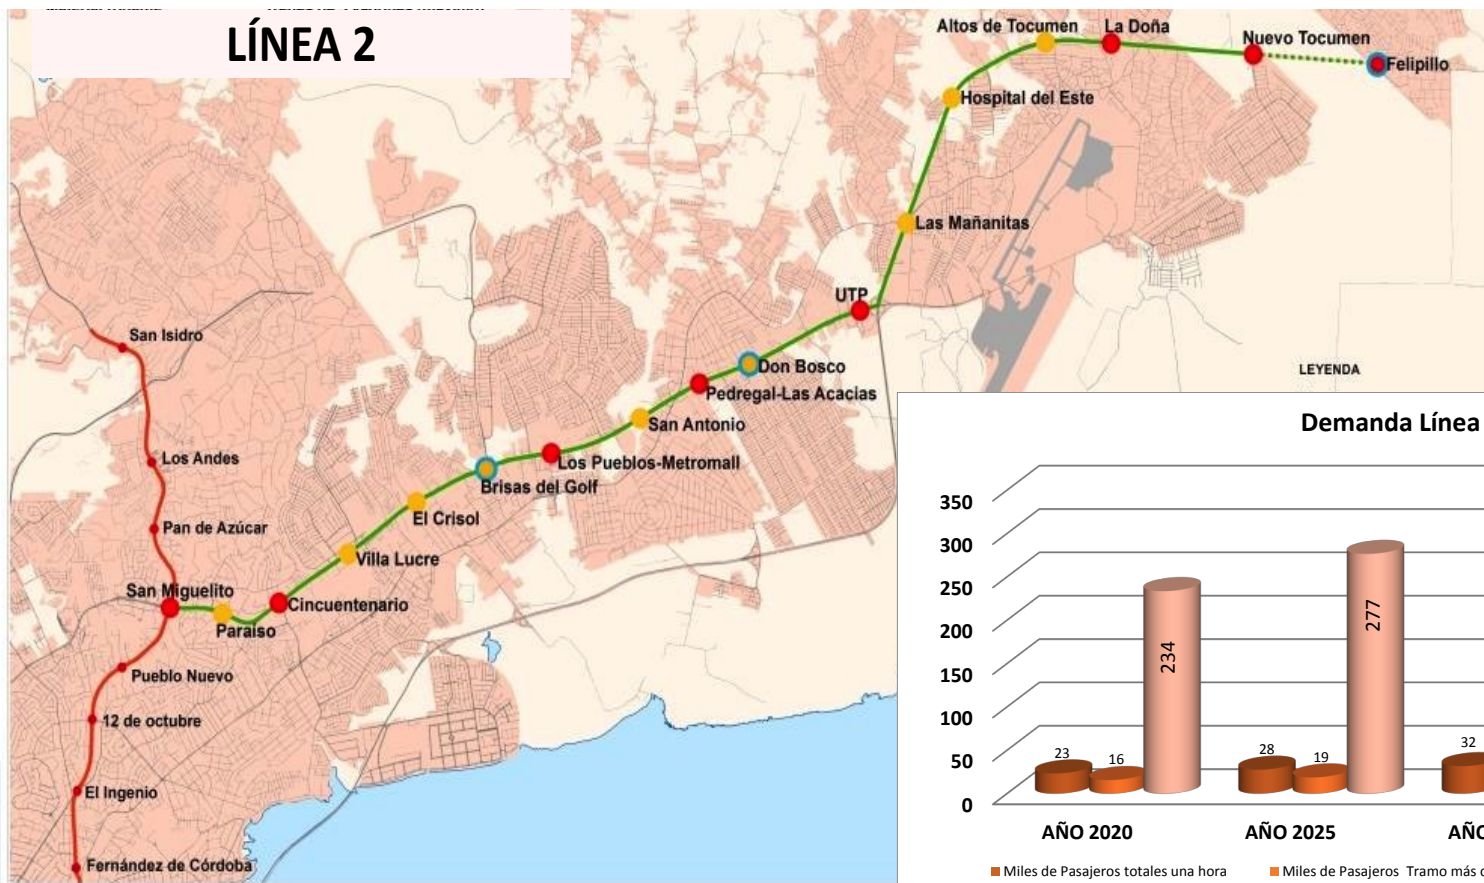 LÍNEA 2
Altos de Tocumen
La Doña
Nuevo Tocumen
Felipillo
Hospital del Este
Las Mañanitas
UTP
San Isidro
Don Bosco
LEYENDA
Pedregal-Las Acacias
San Antonio
Los Andes
Los Pueblos-Metromall
Brisas del Golf
El Crisol
Pan de Azúcar
Villa Lucre
San Miguelito
Cincuentenario
Paraíso
Pueblo Nuevo
12 de octubre
El Ingenio
Fernández de Córdoba
Demanda Línea
350
300
250
200
150
100
50
0
23
16
234
28
19
277
32
AÑO 2020
AÑO 2025
Miles de Pasajeros totales una hora
Miles de Pasajeros Tramo más